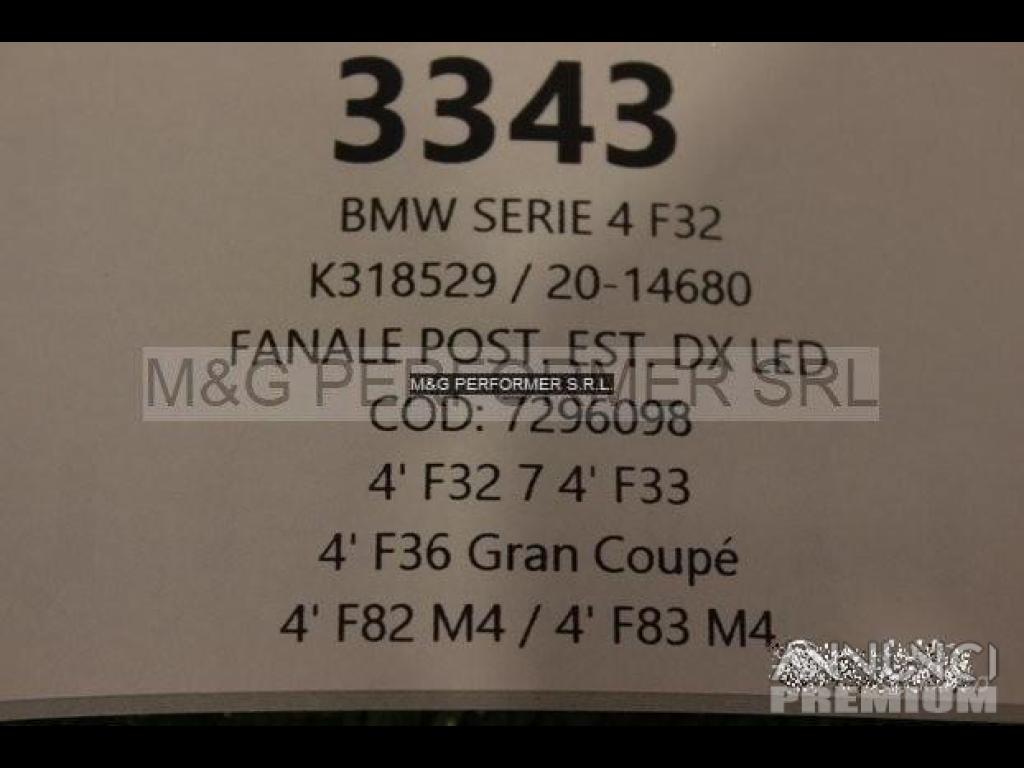 3343
BMW SERIE 4 F32
K318529 / 20-14680
FANALE POST. EST. DX LED
M&G PERFORMER SRL
M&G PERFORMER S.R.L.
COD: 7296098
4' F32 7 4' F33
4' F36 Gran Coupé
4' F82 M4 / 4' F83 M4
ANNUNCI
PREMIUM